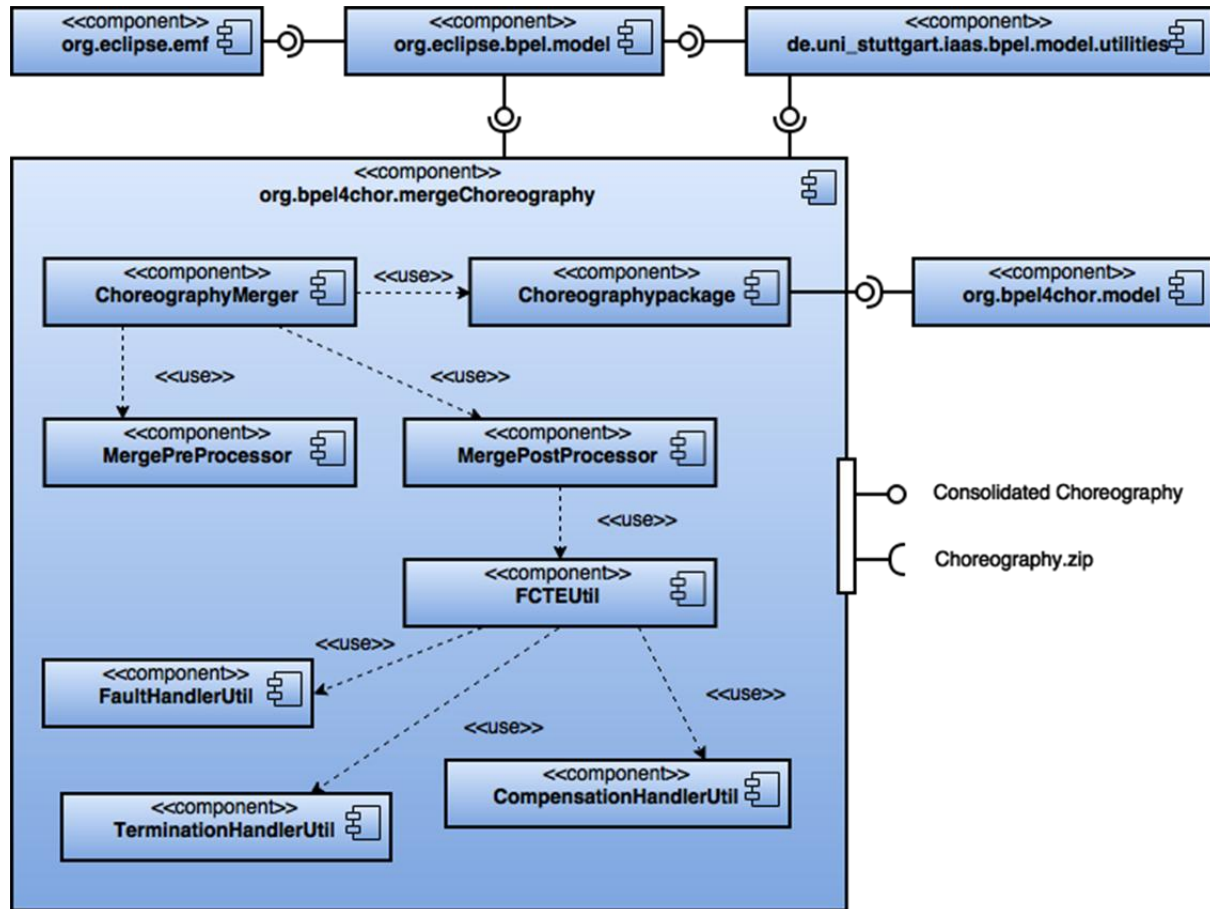 <<component>>
org.eclipse.emf
<<component>>
org.eclipse.bpel.model
<<component>>
de.uni_stuttgart.iaas.bpel.model.utilities
<<component>>
org.bpel4chor.mergeChoreography
<<component>>
ChoreographyMerger
<<use>>
<<component>>
Choreographypackage
<<component>>
org.bpel4chor.model
<<use>>
<<use>>
<<component>>
MergePreProcessor
<<component>>
MergePostProcessor
Consolidated Choreography
<<use>>
Choreography.zip
<<component>>
FCTEUtil
<<use>>
<<component>>
FaultHandlerUtil
<<use>>
<<use>>
<<component>>
CompensationHandlerUtil
<<component>>
TerminationHandlerUtil